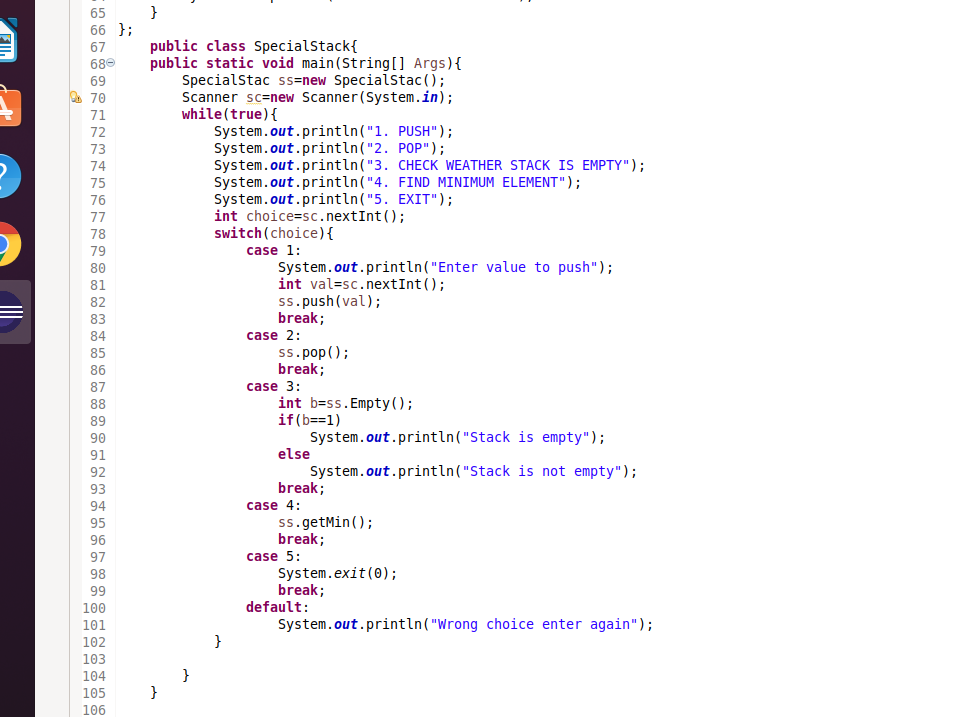 65 }
66 };
67 public class SpecialStack{
68 public static void main(String[] Args){
69 SpecialStac ss=new SpecialStac();
70 Scanner sc=new Scanner(System.in);
71 while(true){
72 System.out.println("1. PUSH");
73 System.out.println("2. POP");
74 System.out.println("3. CHECK WEATHER STACK IS EMPTY");
75 System.out.println("4. FIND MINIMUM ELEMENT");
76 System.out.println("5. EXIT");
77 int choice=sc.nextInt();
78 switch(choice){
79 case 1:
80 System.out.println("Enter value to push");
81 int val=sc.nextInt();
82 ss.push(val);
83 break;
84 case 2:
85 ss.pop();
86 break;
87 case 3:
88 int b=ss.Empty();
89 if(b==1)
90 System.out.println("Stack is empty");
91 else
92 System.out.println("Stack is not empty");
93 break;
94 case 4:
95 ss.getMin();
96 break;
97 case 5:
98 System.exit(0);
99 break;
100 default:
101 System.out.println("Wrong choice enter again");
102 }
103
104 }
105 }
106